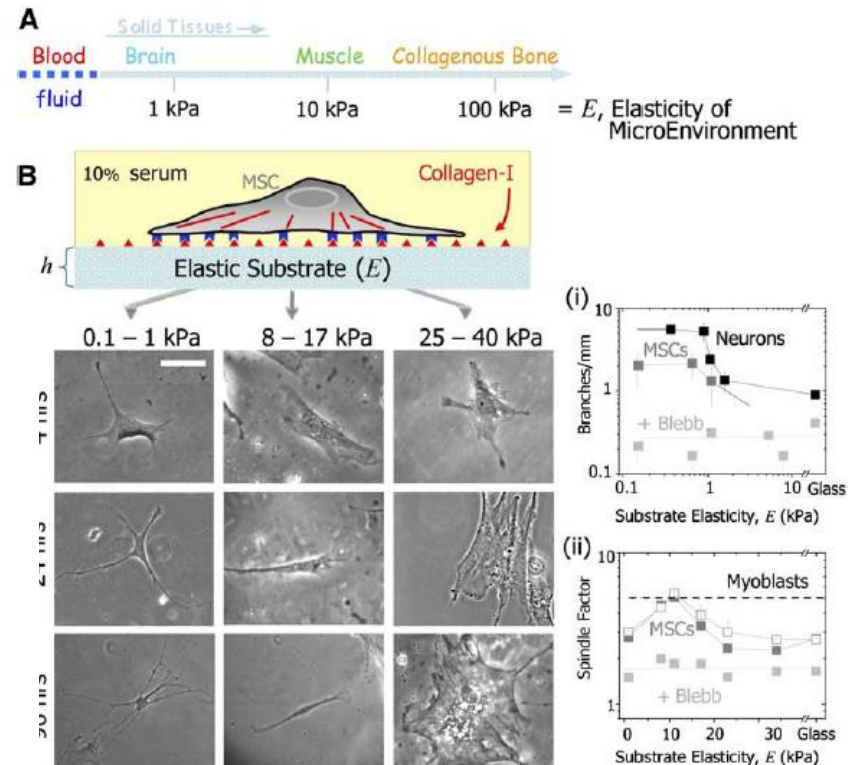 A
Solid Tissues
Blood Brain Muscle Collagenous Bone
fluid
1 kPa 10 kPa 100 kPa = E, Elasticity of
MicroEnvironment
B
10% serum
MSC
Collagen-I
h
Elastic Substrate (E)
0.1 – 1 kPa 8 – 17 kPa 25 – 40 kPa
(i)
10
Branches/mm
Neurons
MSCs
1
+ Blebb
0.1
0.1 1 10 Glass
Substrate Elasticity, E (kPa)
(ii)
10
Spindle Factor
Myoblasts
MSCs
+ Blebb
1
0 10 20 30 Glass
Substrate Elasticity, E (kPa)